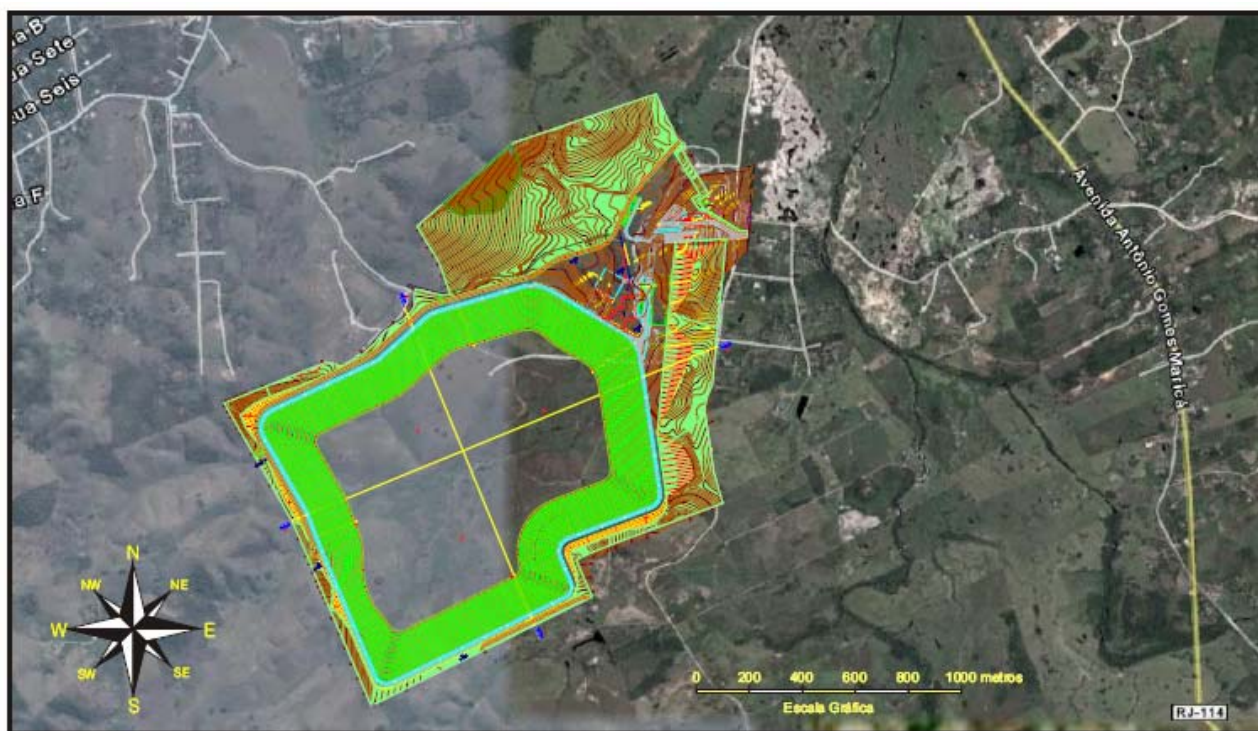 ua B
ua Sete
ua Seis
a F
Avenida Antônio Gomes Maricá
N
NW
NE
W
E
SW
SE
S
0 200 400 600 800 1000 metros
Escala Gráfica
RJ-114